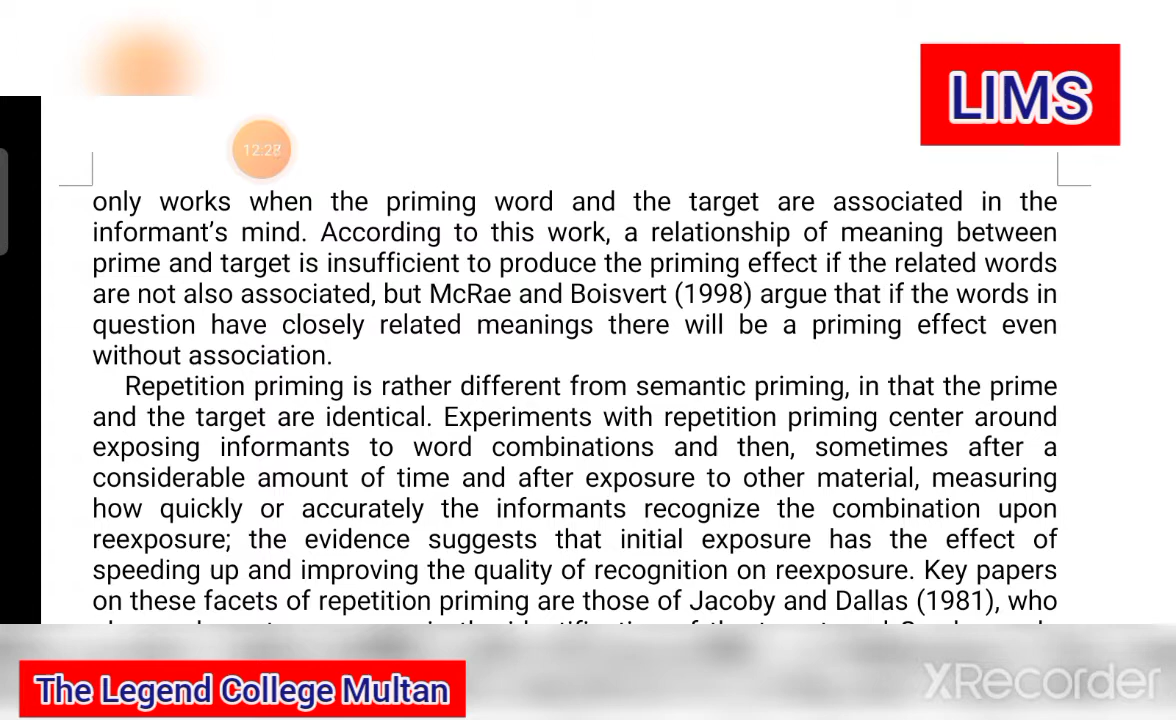 LIMS
12:28
only works when the priming word and the target are associated in the
informant's mind. According to this work, a relationship of meaning between
prime and target is insufficient to produce the priming effect if the related words
are not also associated, but McRae and Boisvert (1998) argue that if the words in
question have closely related meanings there will be a priming effect even
without association.
Repetition priming is rather different from semantic priming, in that the prime
and the target are identical. Experiments with repetition priming center around
exposing informants to word combinations and then, sometimes after a
considerable amount of time and after exposure to other material, measuring
how quickly or accurately the informants recognize the combination upon
reexposure; the evidence suggests that initial exposure has the effect of
speeding up and improving the quality of recognition on reexposure. Key papers
on these facets of repetition priming are those of Jacoby and Dallas (1981), who
The Legend College Multan
XRecorder